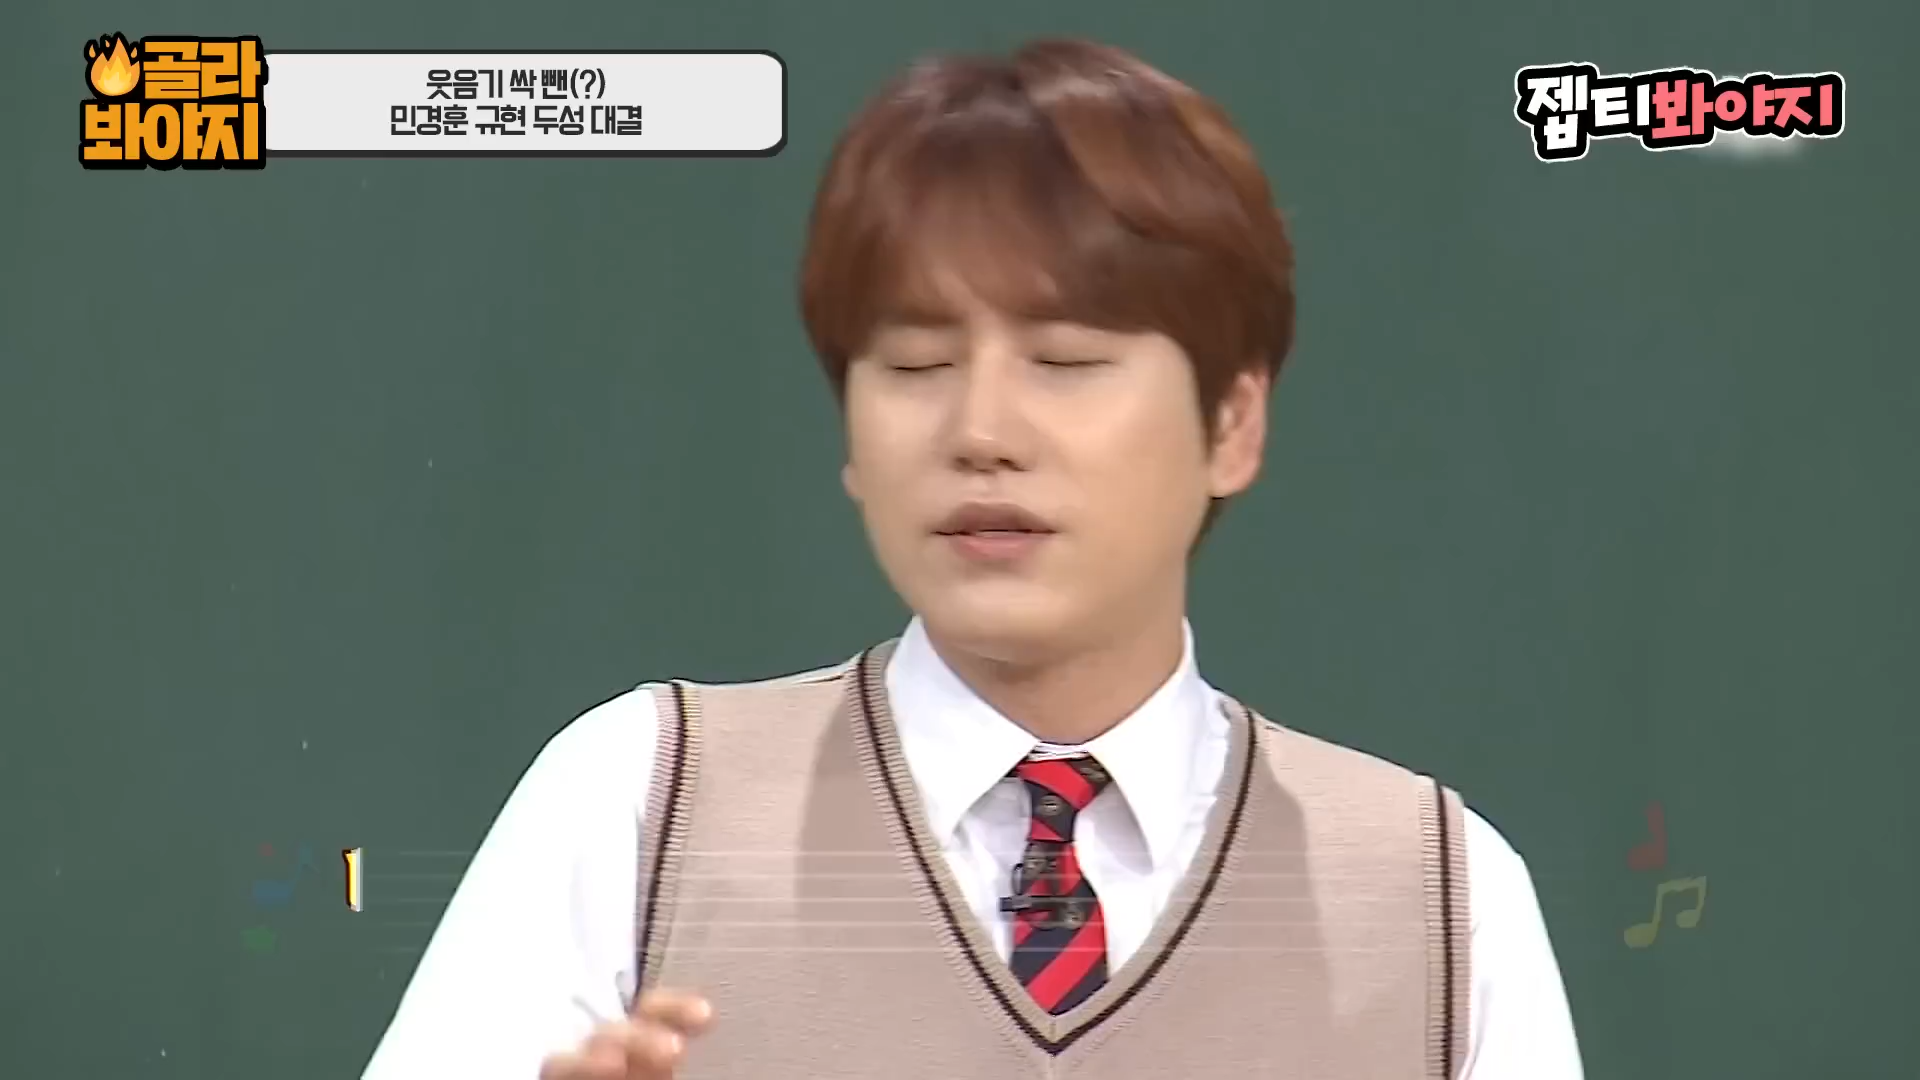 골라
봐야지
웃음기 싹 뺀(?)
민경훈 규현 두성 대결
젭티봐야지